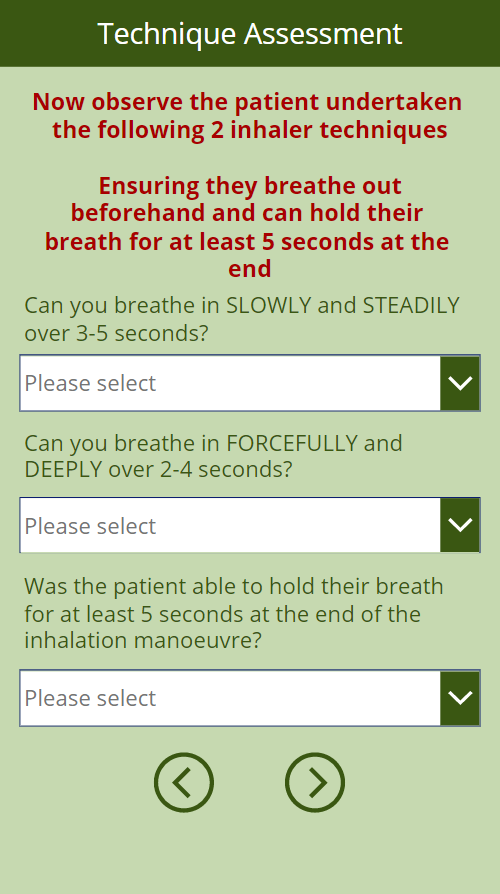 Technique Assessment
Now observe the patient undertaken
the following 2 inhaler techniques
Ensuring they breathe out
beforehand and can hold their
breath for at least 5 seconds at the
end
Can you breathe in SLOWLY and STEADILY
over 3-5 seconds?
Please select
Can you breathe in FORCEFULLY and
DEEPLY over 2-4 seconds?
Please select
Was the patient able to hold their breath
for at least 5 seconds at the end of the
inhalation manoeuvre?
Please select